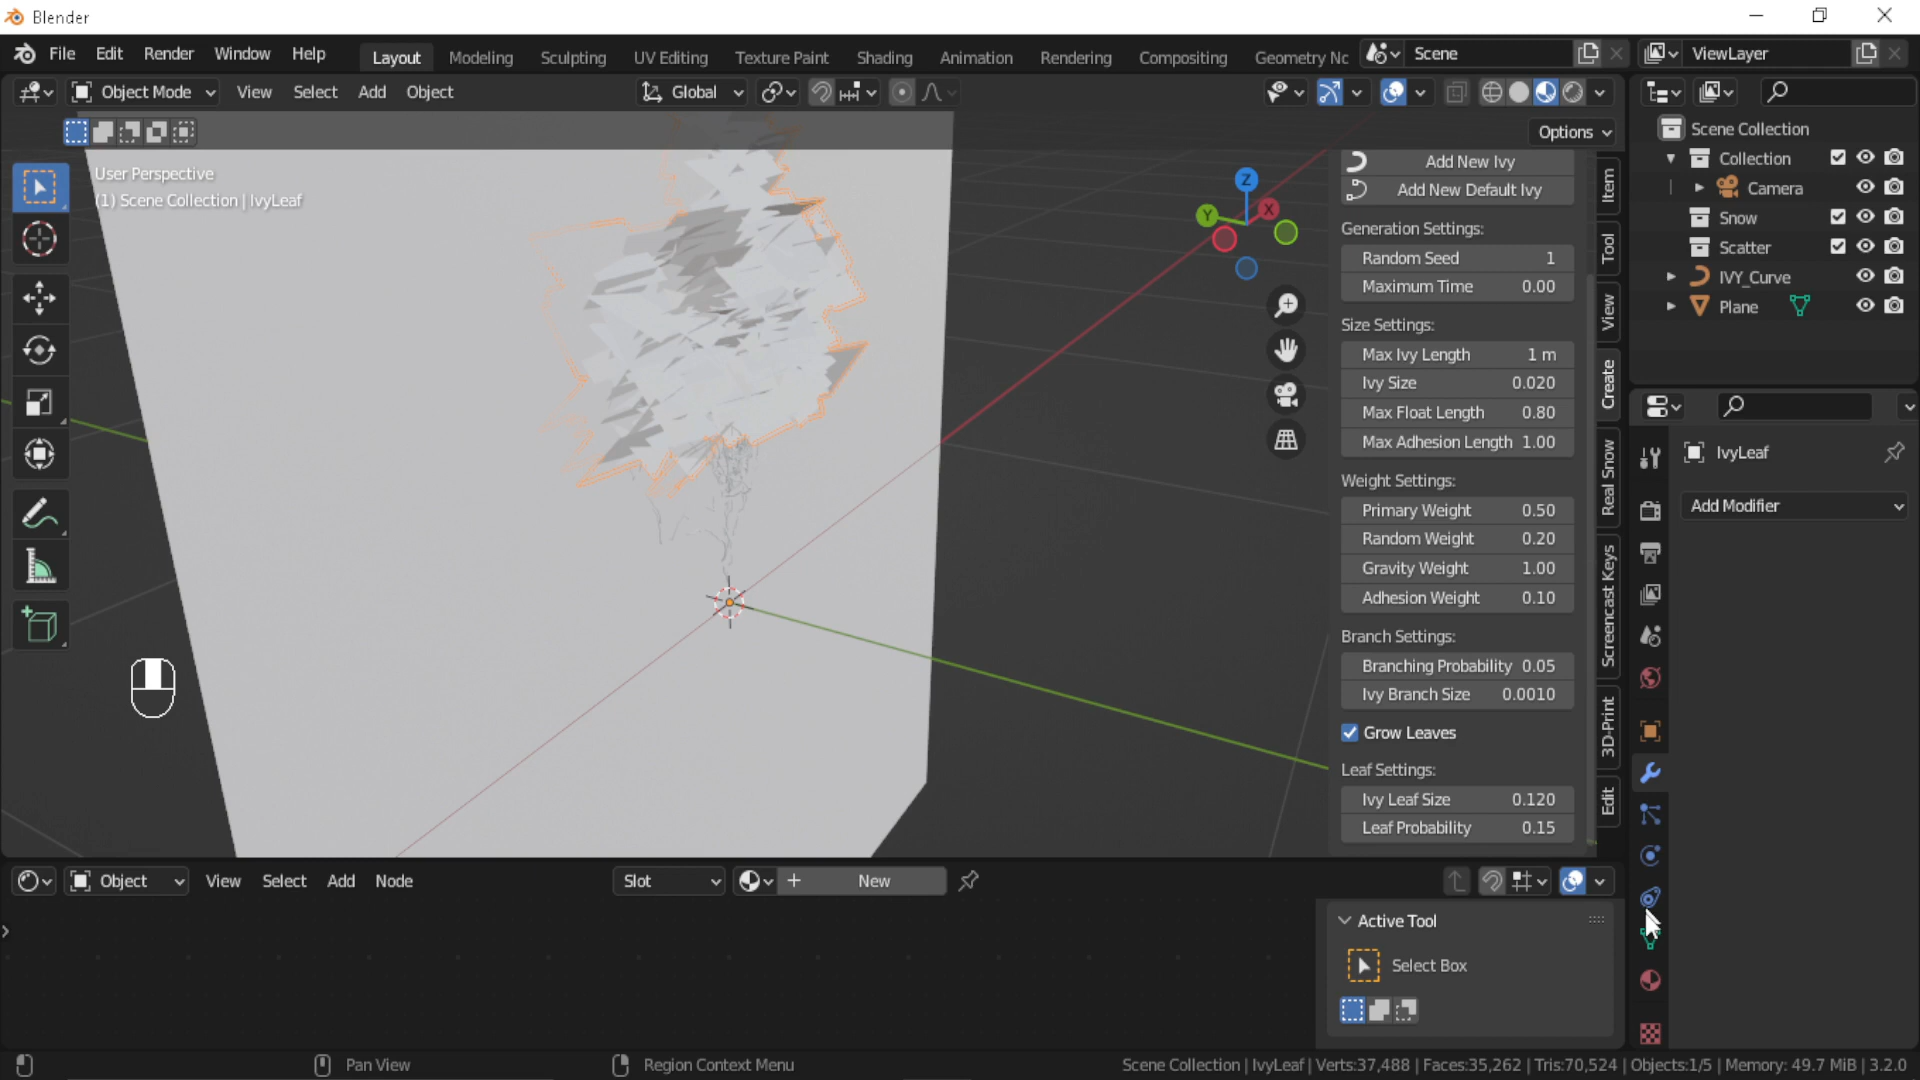 Blender
File Edit Render Window Help Layout Modeling Sculpting UV Editing Texture Paint Shading Animation Rendering Compositing Geometry Nc Scene ViewLayer
Object Mode View Select Add Object Global
Options
User Perspective
(1) Scene Collection | IvyLeaf
Z
X
Y
Add New Ivy
Add New Default Ivy
Generation Settings:
Random Seed 1
Maximum Time 0.00
Size Settings:
Max Ivy Length 1 m
Ivy Size 0.020
Max Float Length 0.80
Max Adhesion Length 1.00
Weight Settings:
Primary Weight 0.50
Random Weight 0.20
Gravity Weight 1.00
Adhesion Weight 0.10
Branch Settings:
Branching Probability 0.05
Ivy Branch Size 0.0010
Grow Leaves
Leaf Settings:
Ivy Leaf Size 0.120
Leaf Probability 0.15
Item
Tool
View
Create
Real Snow
Screencast Keys
3D-Print
Edit
Scene Collection
Collection
Camera
Snow
Scatter
IVY_Curve
Plane
IvyLeaf
Add Modifier
Object View Select Add Node Slot New
Active Tool
Select Box
Pan View Region Context Menu Scene Collection | IvyLeaf | Verts:37,488 | Faces:35,262 | Tris:70,524 | Objects:1/5 | Memory: 49.7 MiB | 3.2.0